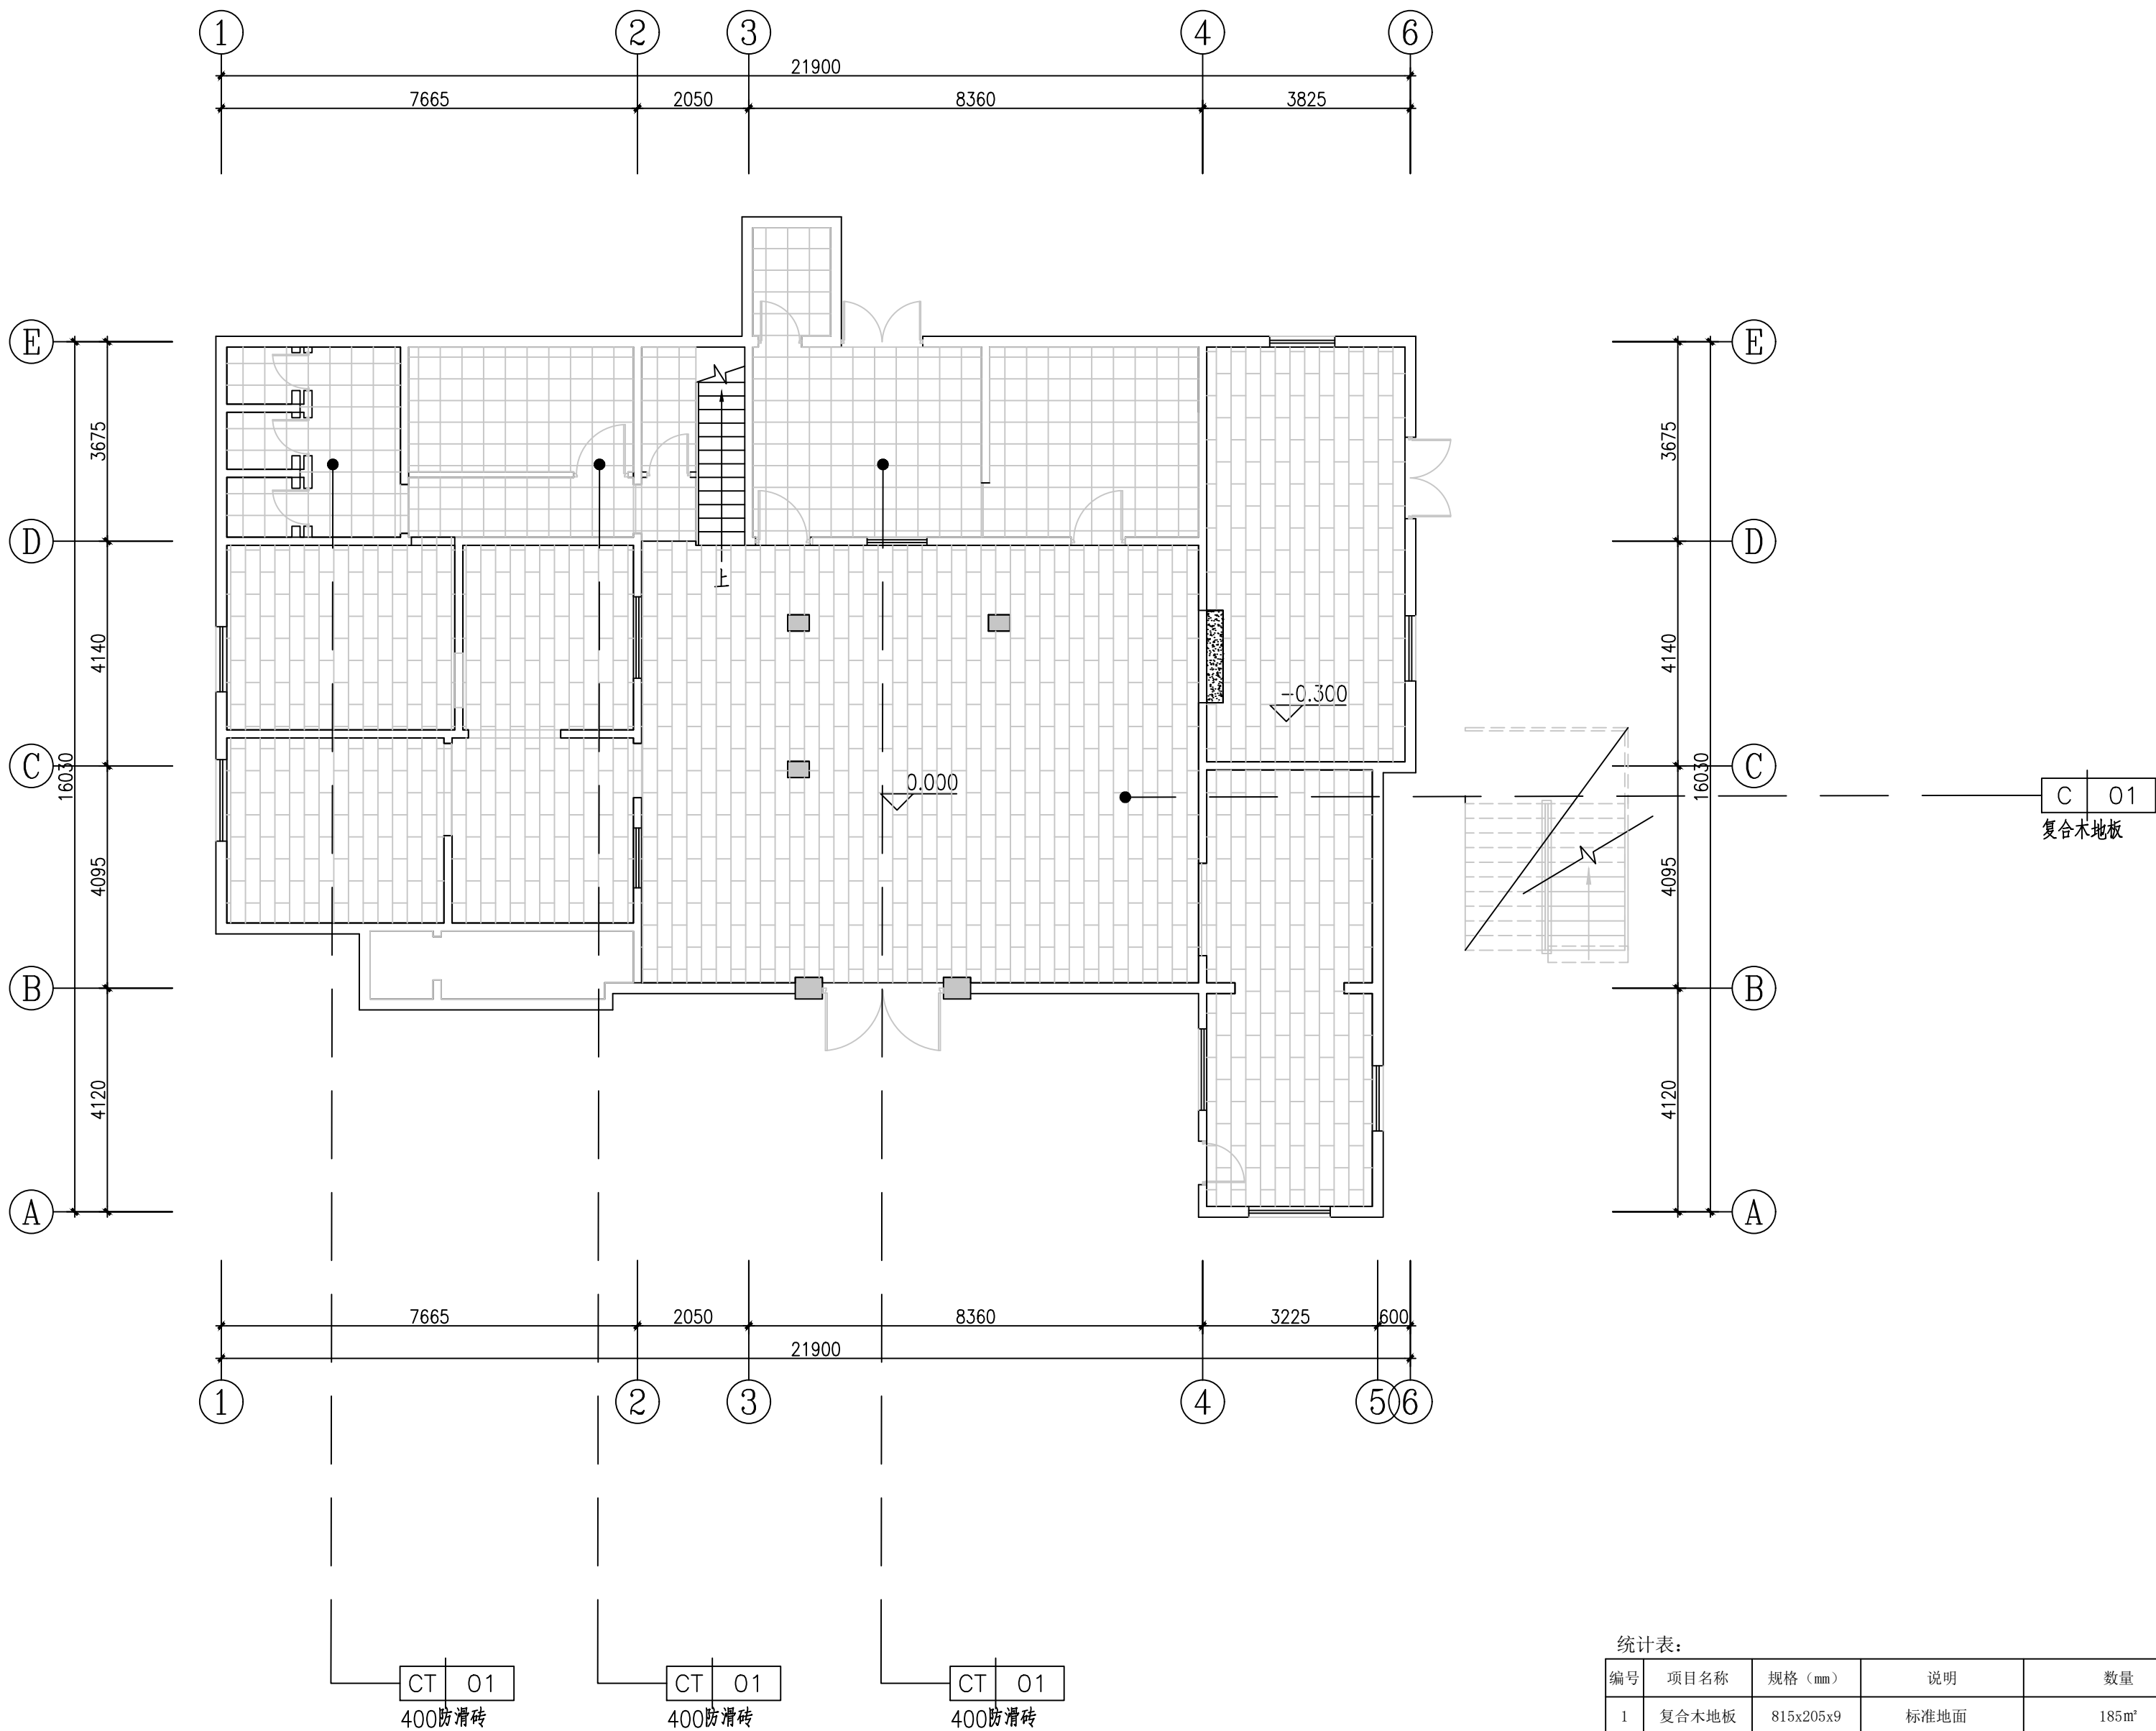 1 2 3 4 6
21900
7665 2050 8360 3825
E E
3675 3675
D D
上
4140 4140
-0.300
C C
16030 16030
0.000
C 01
复合木地板
4095 4095
B B
4120 4120
A A
7665 2050 8360 3225 600
21900
1 2 3 4 5 6
统计表：
编号 项目名称 规格（mm） 说明 数量
CT 01 CT 01 CT 01
400防滑砖 400防滑砖 400防滑砖
1 复合木地板 815x205x9 标准地面 185㎡